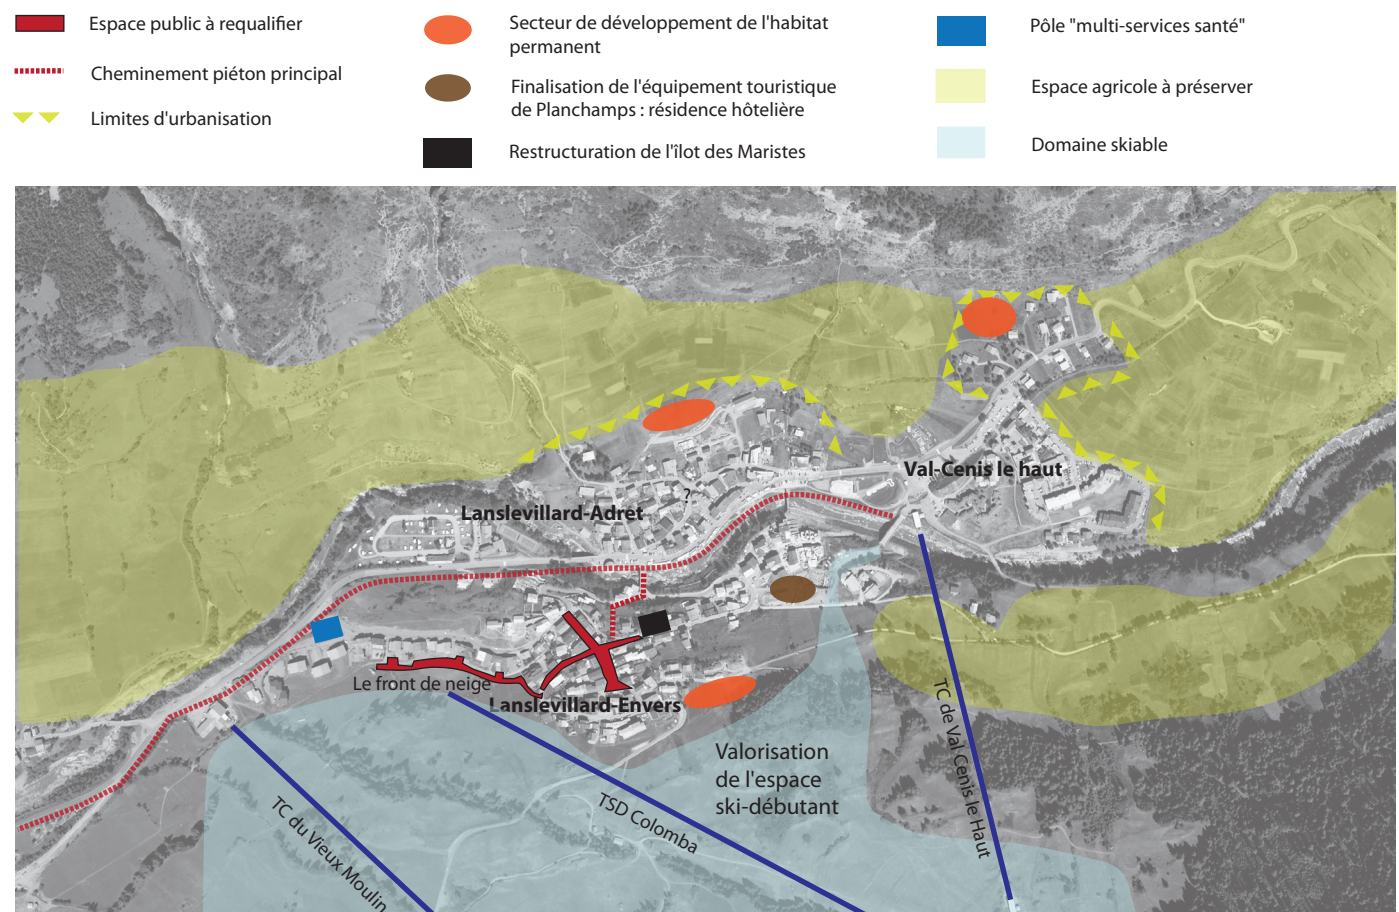 Espace public à requalifier
Cheminement piéton principal
Limites d'urbanisation
Secteur de développement de l'habitat
permanent
Finalisation de l'équipement touristique
de Planchamps : résidence hôtelière
Restructuration de l'îlot des Maristes
Pôle "multi-services santé"
Espace agricole à préserver
Domaine skiable
Val-Cenis le haut
?
Lanslevillard-Adret
Le front de neige
Lanslevillard-Envers
Valorisation
de l'espace
ski-débutant
TC du Vieux Moulin
TSD Colomba
TC de Val Cenis le Haut